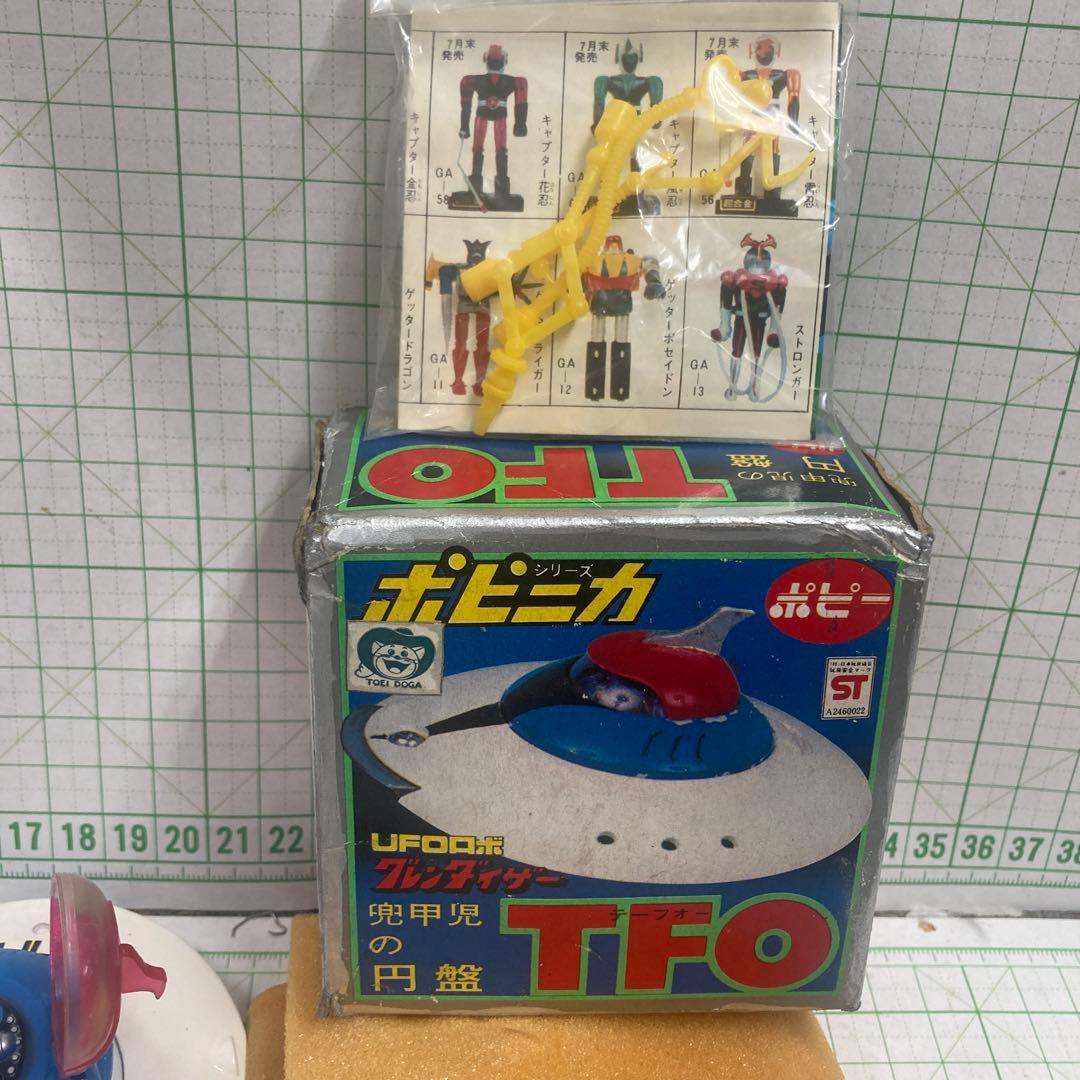 7月末
発売
7月末
発売
7月末
発売
キャプター金忍
キャプター花忍
キャプター風忍
キャプター雷忍
GA
58
GA
GA
56
超合金
ゲッタードラゴン
ライガー
ゲッターポセイドン
ストロンガー
GA
11
GA
12
GA
13
TFO
兜甲児の
円盤
ポピニカ
シリーズ
ポピー
TOEI DOGA
ST
A2460022
UFOロボ
グレンダイザー
兜甲児
の
円盤
テーフォー
TFO
17 18 19 20 21 22
35 36 37 38